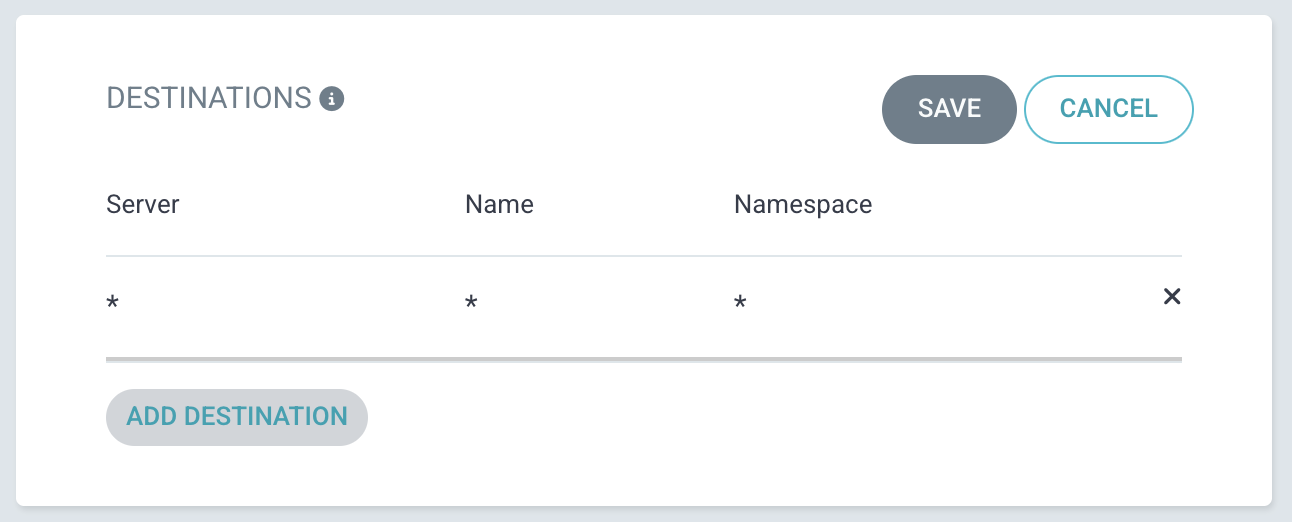 DESTINATIONS
SAVE CANCEL
Server Name Namespace
* * *
ADD DESTINATION